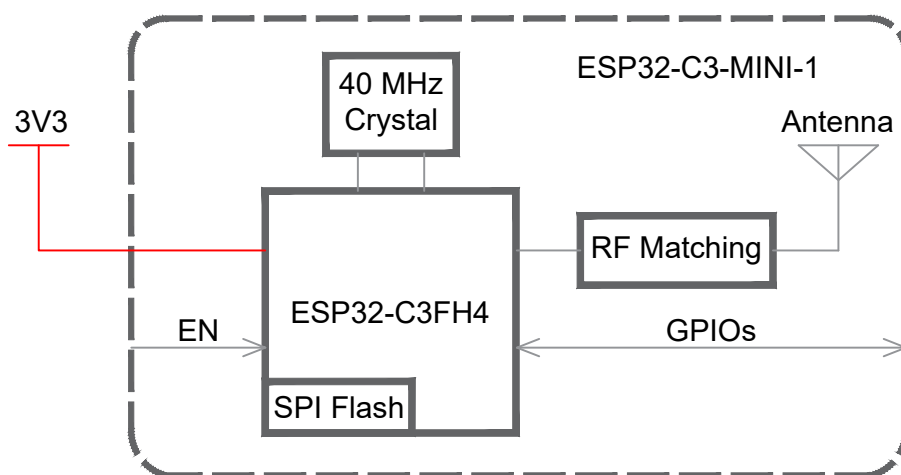 ESP32-C3-MINI-1
40 MHz
Crystal
3V3
Antenna
RF Matching
ESP32-C3FH4
EN
GPIOs
SPI Flash